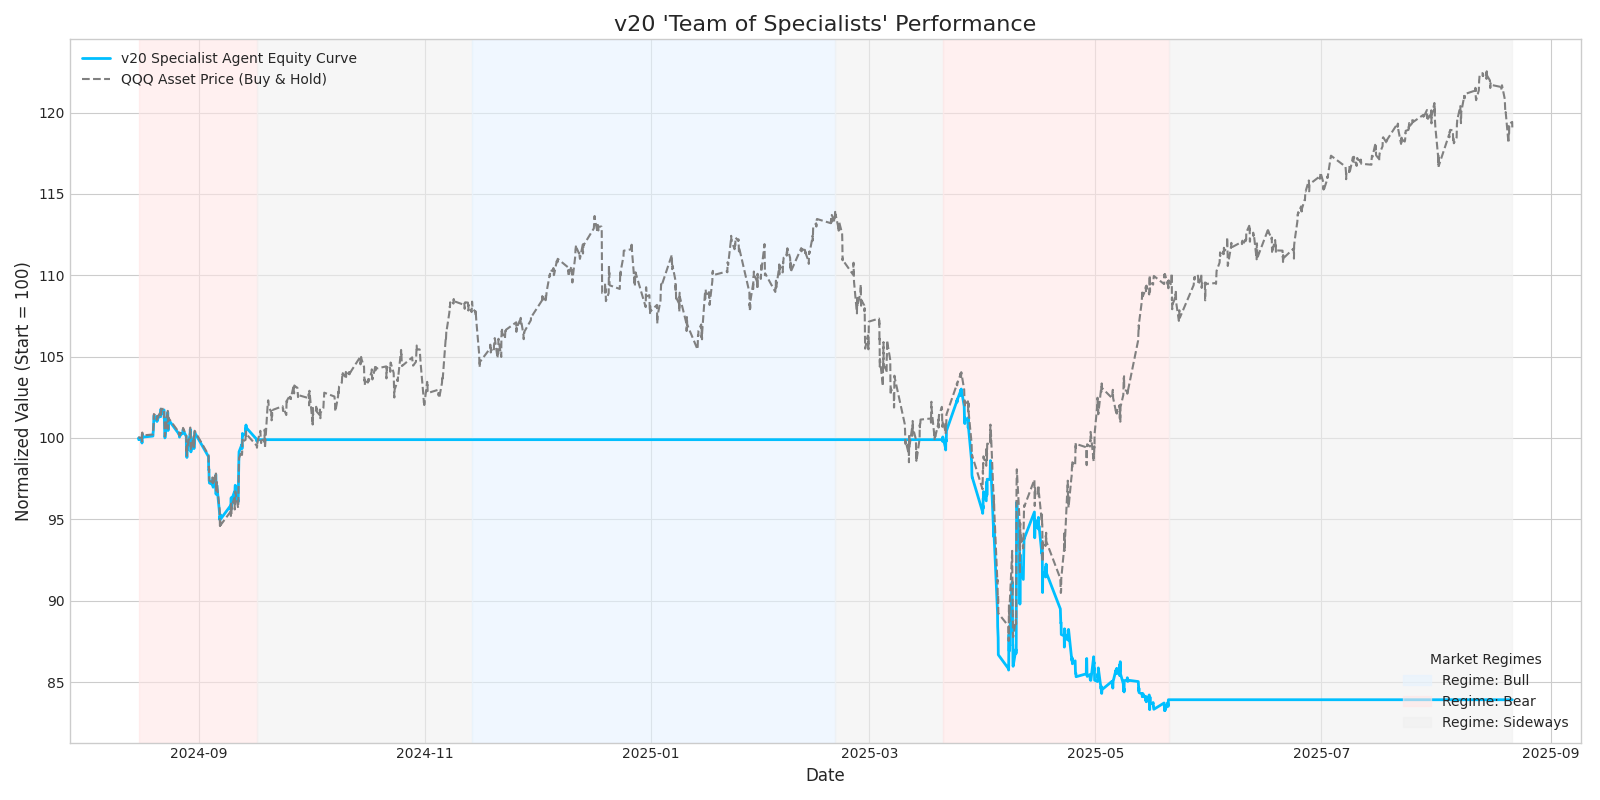 v20 'Team of Specialists' Performance
v20 Specialist Agent Equity Curve
QQQ Asset Price (Buy & Hold)
Normalized Value (Start = 100)
120
115
110
105
100
95
90
85
Market Regimes
Regime: Bull
Regime: Bear
Regime: Sideways
2024-09
2024-11
2025-01
2025-03
2025-05
2025-07
2025-09
Date